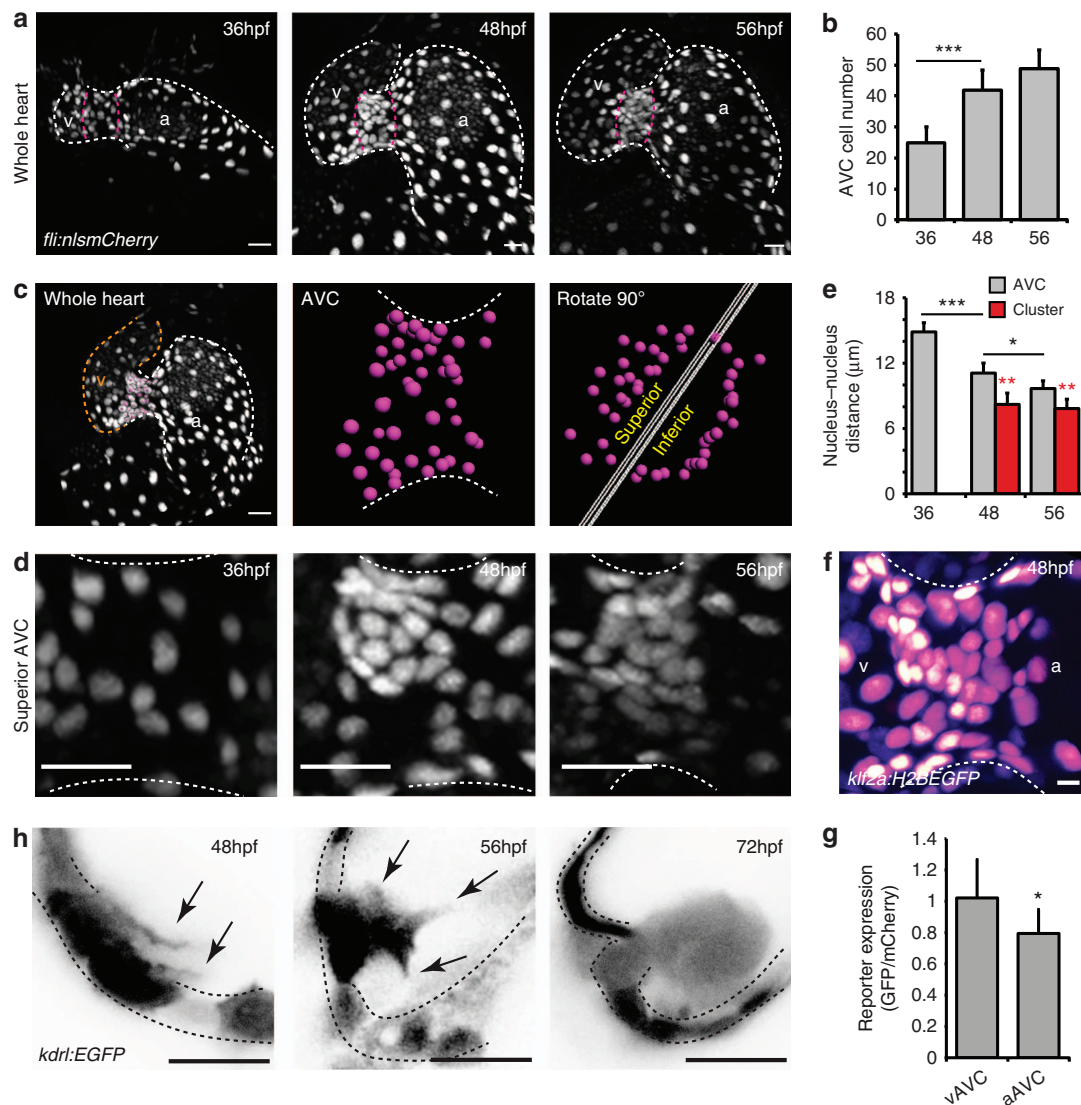 a
Whole heart
36hpf
v
a
fli:nlsmCherry
48hpf
v
a
56hpf
v
a
b
AVC cell number
60
50
40
30
20
10
0
***
36
48
56
c
Whole heart
v
a
AVC
Rotate 90°
Superior
Inferior
e
Nucleus–nucleus
distance (µm)
18
12
6
0
AVC
Cluster
***
*
**
**
36
48
56
d
Superior AVC
36hpf
48hpf
56hpf
f
48hpf
v
a
klf2a:H2BEGFP
g
Reporter expression
(GFP/mCherry)
1.4
1.2
1
0.8
0.6
0.4
0.2
0
*
vAVC
aAVC
h
48hpf
kdrl:EGFP
56hpf
72hpf